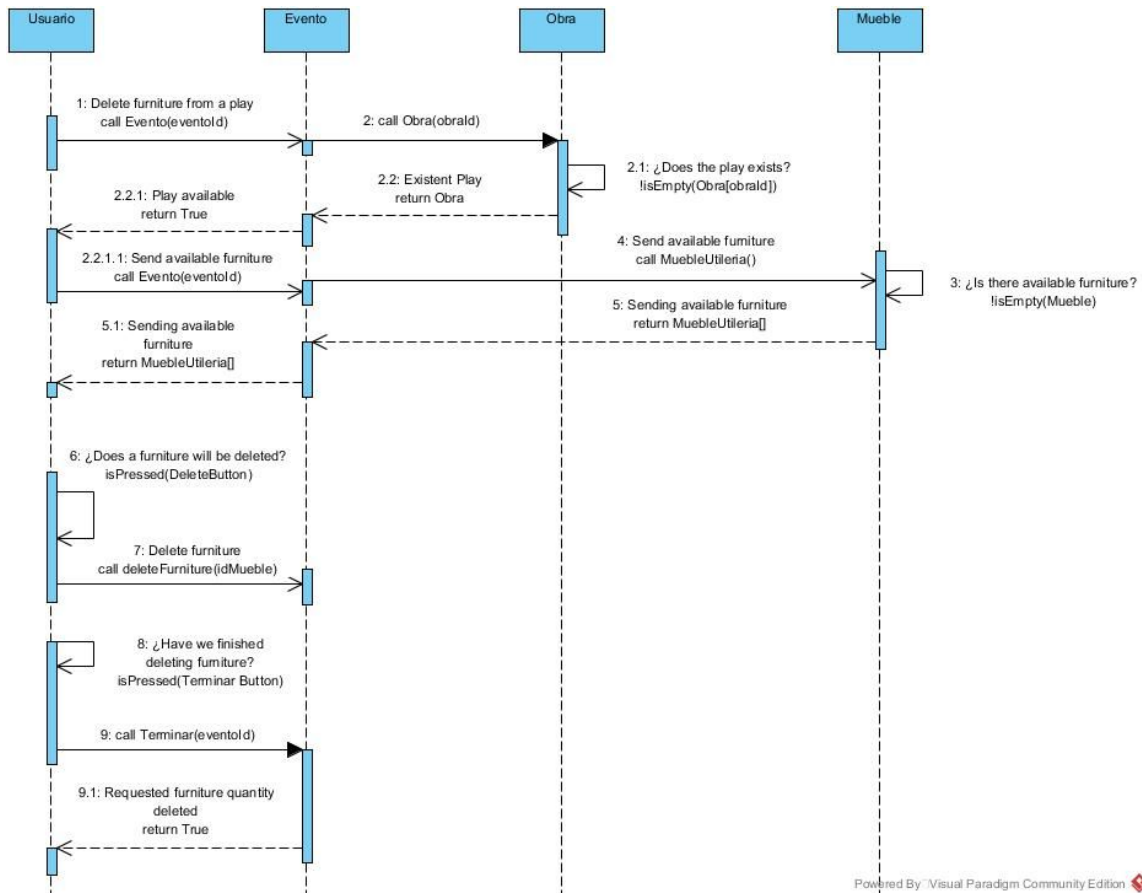 Usuario
Evento
Obra
Mueble
1: Delete furniture from a play
call Evento(eventoId)
2: call Obra(obraId)
2.1: ¿Does the play exists?
!isEmpty(Obra[obraId])
2.2: Existent Play
return Obra
2.2.1: Play available
return True
2.2.1.1: Send available furniture
call Evento(eventoId)
4: Send available furniture
call MuebleUtileria()
3: ¿Is there available furniture?
!isEmpty(Mueble)
5: Sending available furniture
return MuebleUtileria[]
5.1: Sending available
furniture
return MuebleUtileria[]
6: ¿Does a furniture will be deleted?
isPressed(DeleteButton)
7: Delete furniture
call deleteFurniture(idMueble)
8: ¿Have we finished
deleting furniture?
isPressed(Terminar Button)
9: call Terminar(eventoId)
9.1: Requested furniture quantity
deleted
return True
Powered By Visual Paradigm Community Edition